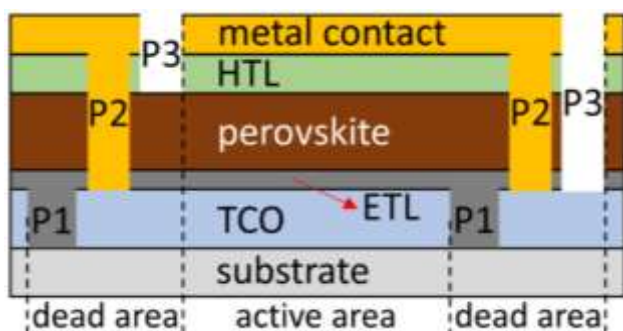 metal contact
P3
HTL
P2
P2
P3
perovskite
P1
TCO
ETL
P1
substrate
dead area
active area
dead area